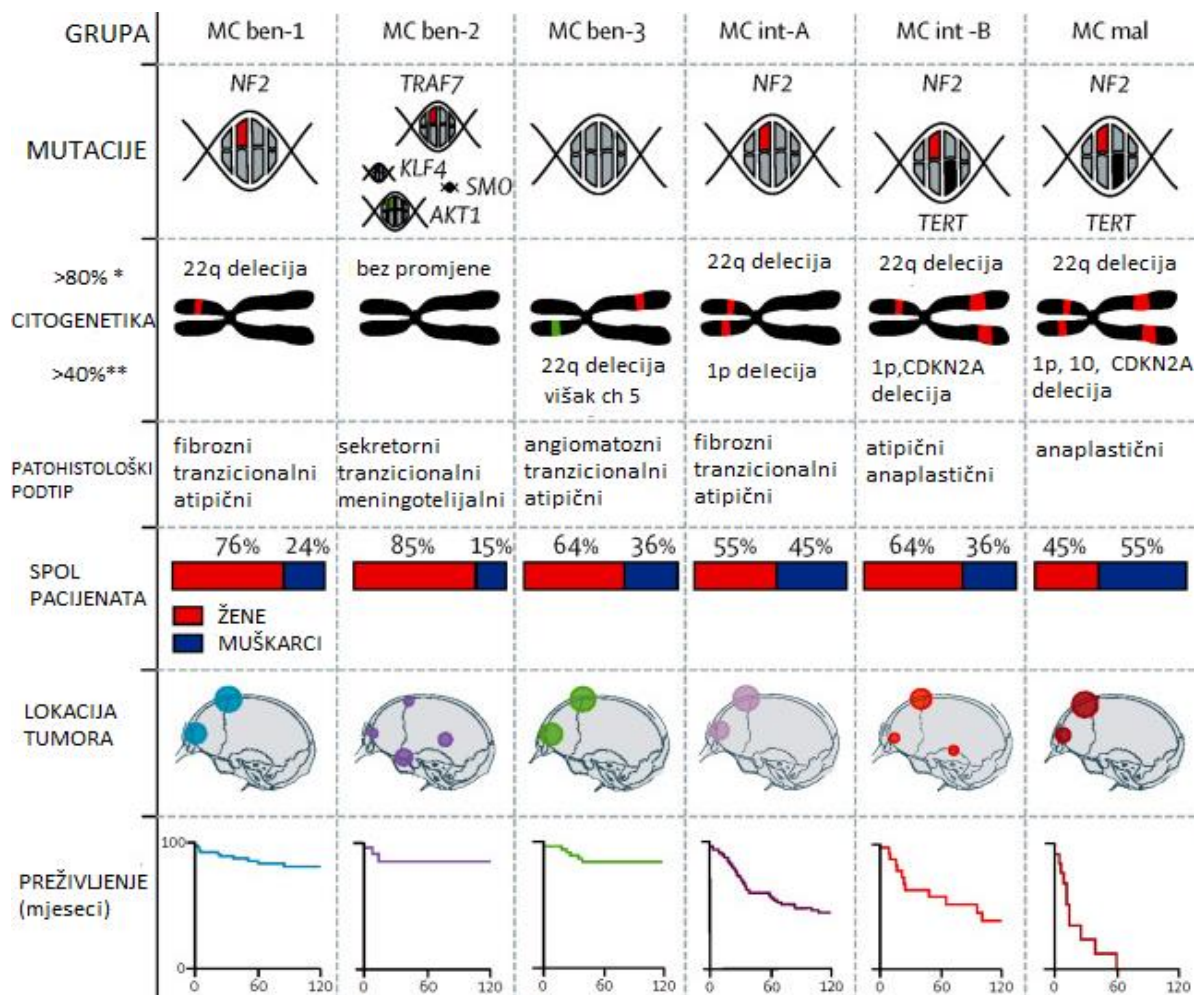 GRUPA
MC ben-1
MC ben-2
MC ben-3
MC int-A
MC int -B
MC mal
MUTACIJE
NF2
TRAF7
KLF4
SMO
AKT1
NF2
NF2
TERT
NF2
TERT
>80% *
CITOGENETIKA
>40%**
22q delecija
bez promjene
22q delecija
višak ch 5
22q delecija
1p delecija
22q delecija
1p,CDKN2A
delecija
22q delecija
1p, 10, CDKN2A
delecija
PATOHISTOLOŠKI
PODTIP
fibrozni
tranzicionalni
atipični
sekretorni
tranzicionalni
meningotelijalni
angiomatozni
tranzicionalni
atipični
fibrozni
tranzicionalni
atipični
atipični
anaplastični
anaplastični
SPOL
PACIJENATA
76% 24%
ŽENE
MUŠKARCI
85% 15%
64% 36%
55% 45%
64% 36%
45% 55%
LOKACIJA
TUMORA
PREŽIVLJENJE
(mjeseci)
100
0
0 60 120
0 60 120
0 60 120
0 60 120
0 60 120
0 60 120